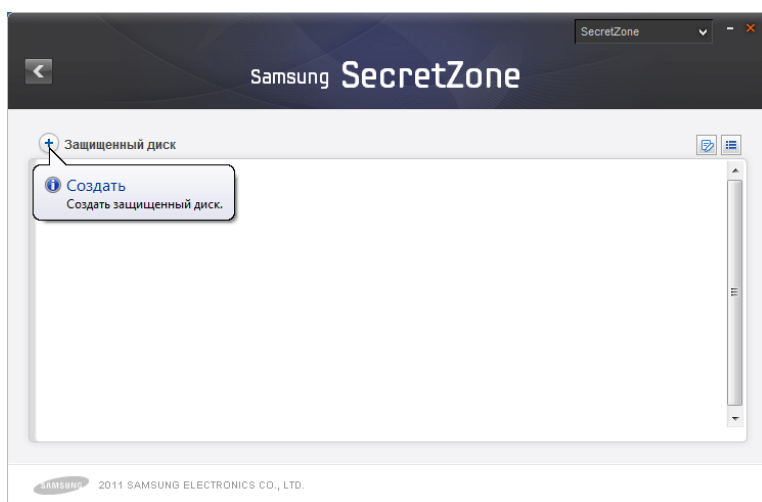 SecretZone
Samsung SecretZone
Защищенный диск
Создать
Создать защищенный диск.
SAMSUNG 2011 SAMSUNG ELECTRONICS CO., LTD.